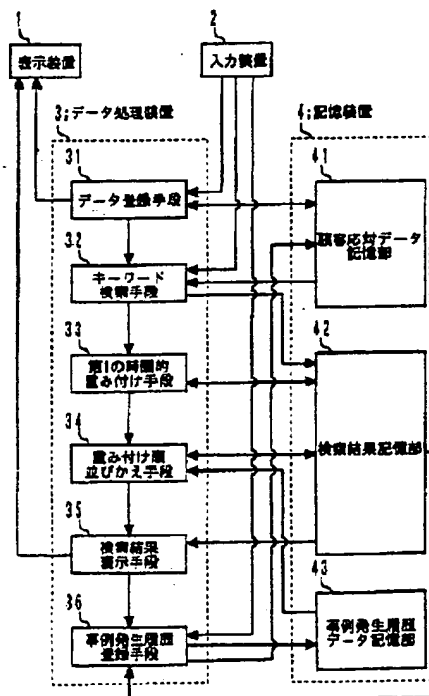 1
表示装置
2
入力装置
3;データ処理装置
4;記憶装置
31
データ登録手段
32
キーワード
検索手段
33
第1の時間的
重み付け手段
34
重み付け順
並びかえ手段
35
検索結果
表示手段
36
事例発生履歴
登録手段
41
顧客応対データ
記憶部
42
検索結果記憶部
43
事例発生履歴
データ記憶部